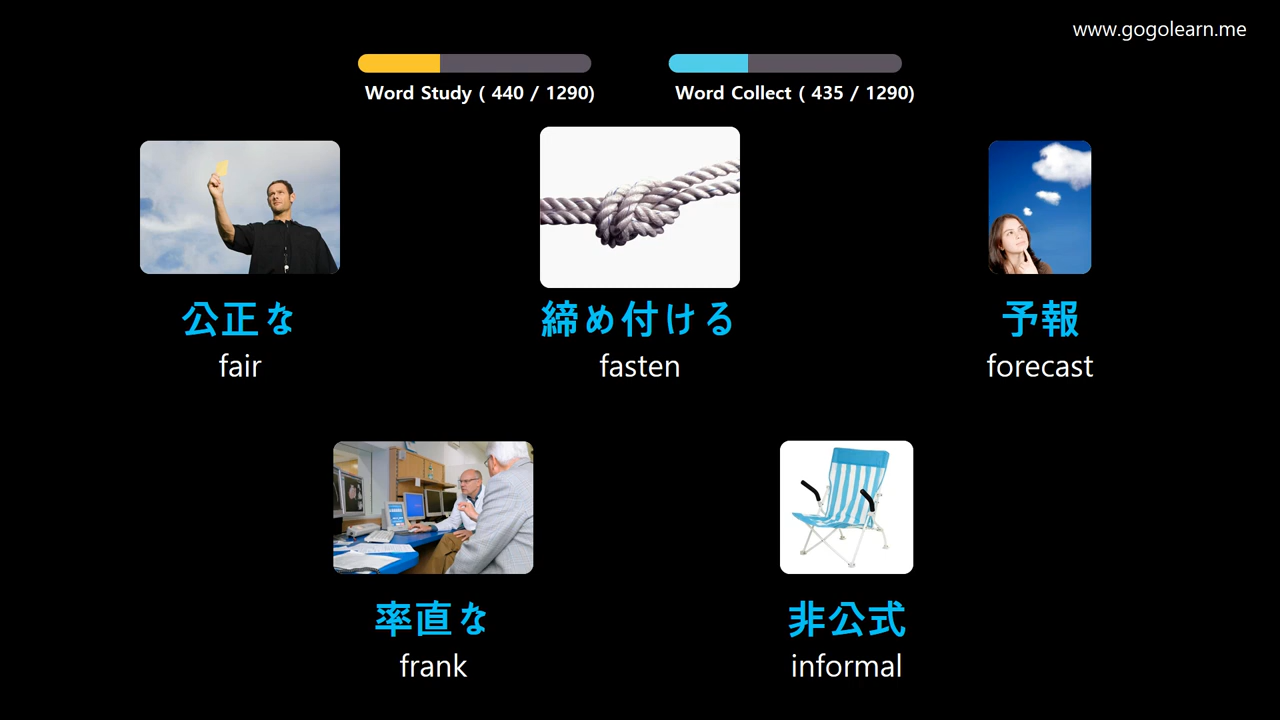 www.gogolearn.me
Word Study ( 440 / 1290)
Word Collect ( 435 / 1290)
公正な
fair
締め付ける
fasten
予報
forecast
率直な
frank
非公式
informal